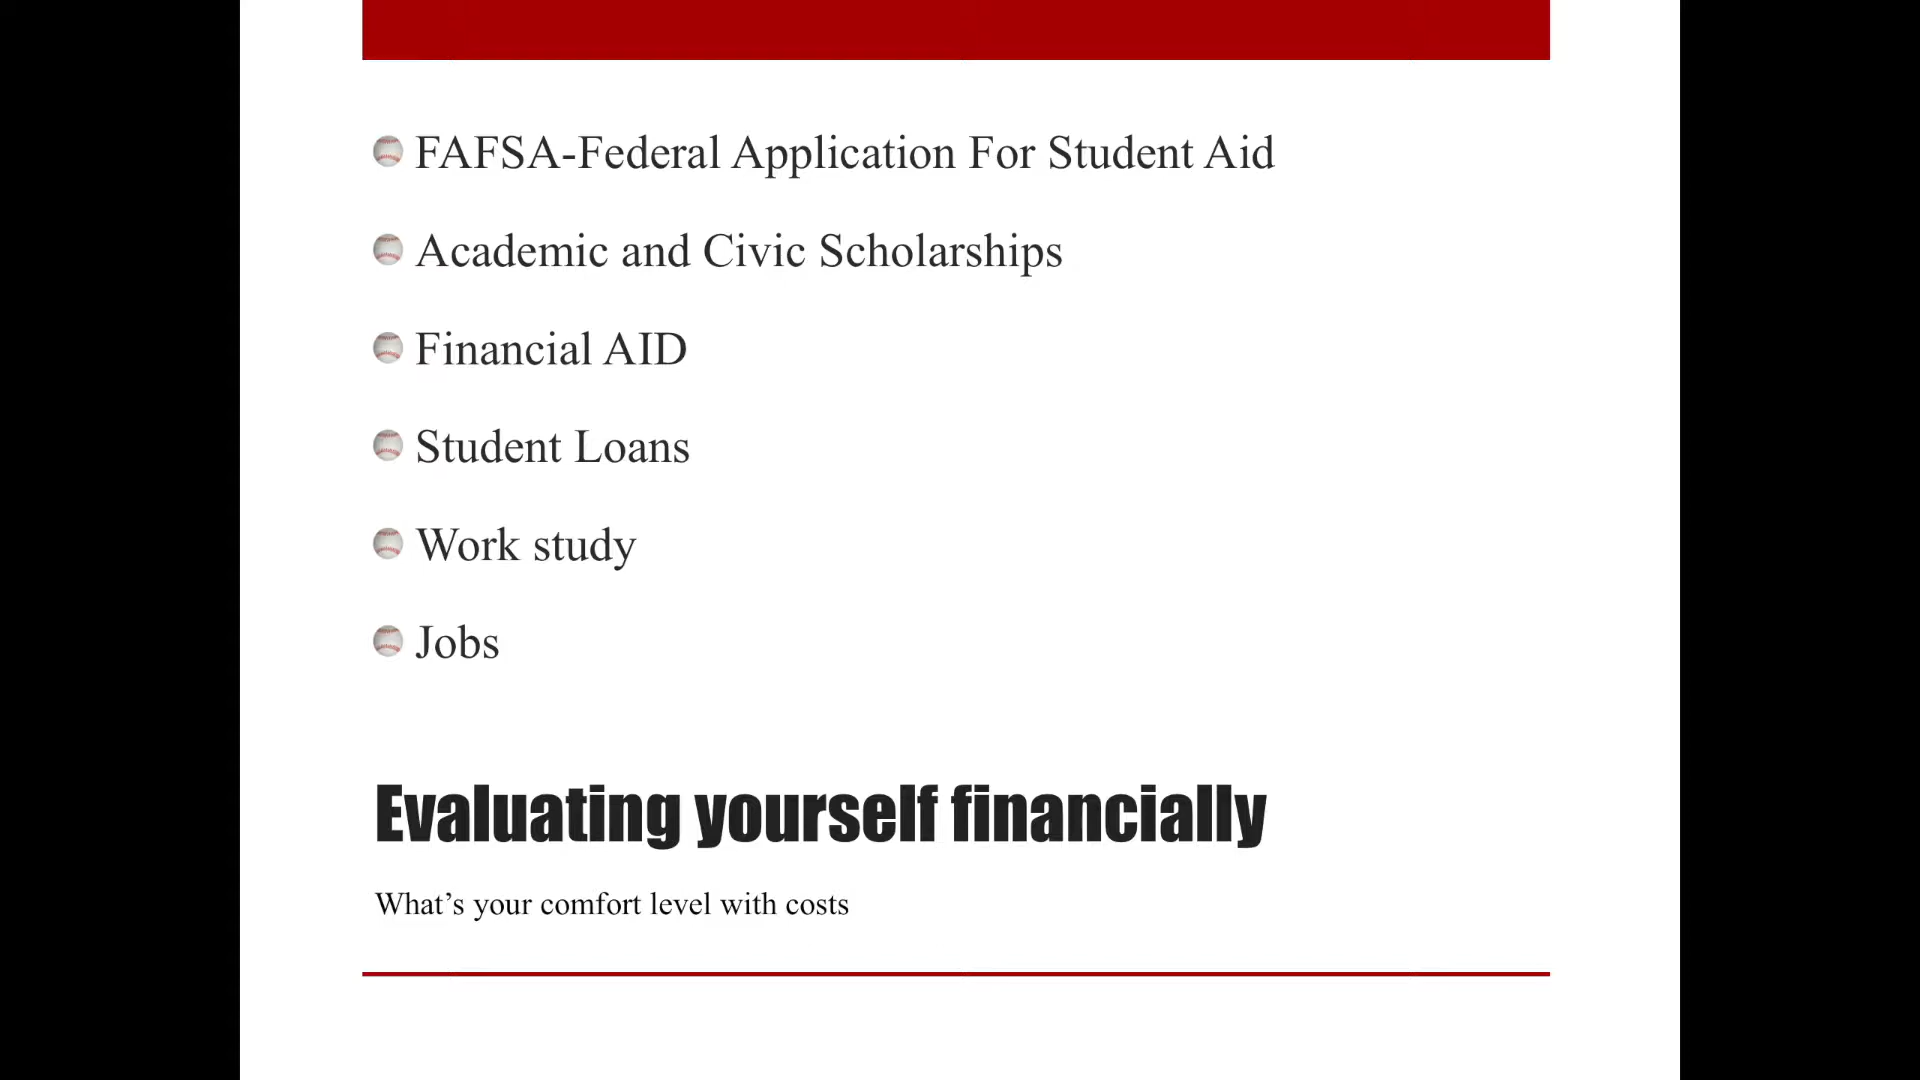 FAFSA-Federal Application For Student Aid
Academic and Civic Scholarships
Financial AID
Student Loans
Work study
Jobs
Evaluating yourself financially
What’s your comfort level with costs